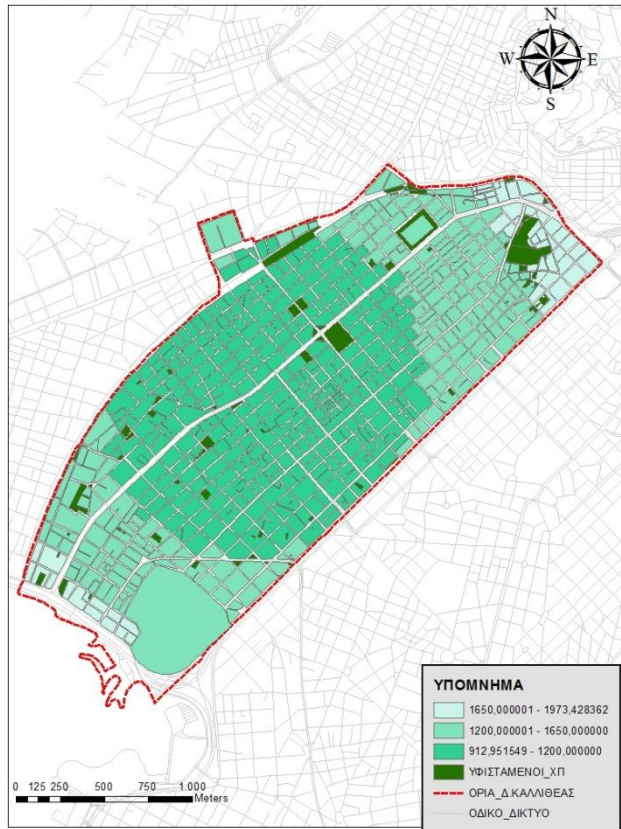 N
W E
S
ΥΠΟΜΝΗΜΑ
1650,000001 - 1973,428362
1200,000001 - 1650,000000
912,951549 - 1200,000000
ΥΦΙΣΤΑΜΕΝΟΙ_ΧΠ
ΟΡΙΑ_Δ.ΚΑΛΛΙΘΕΑΣ
ΟΔΙΚΟ_ΔΙΚΤΥΟ
0 125 250 500 750 1.000
Meters